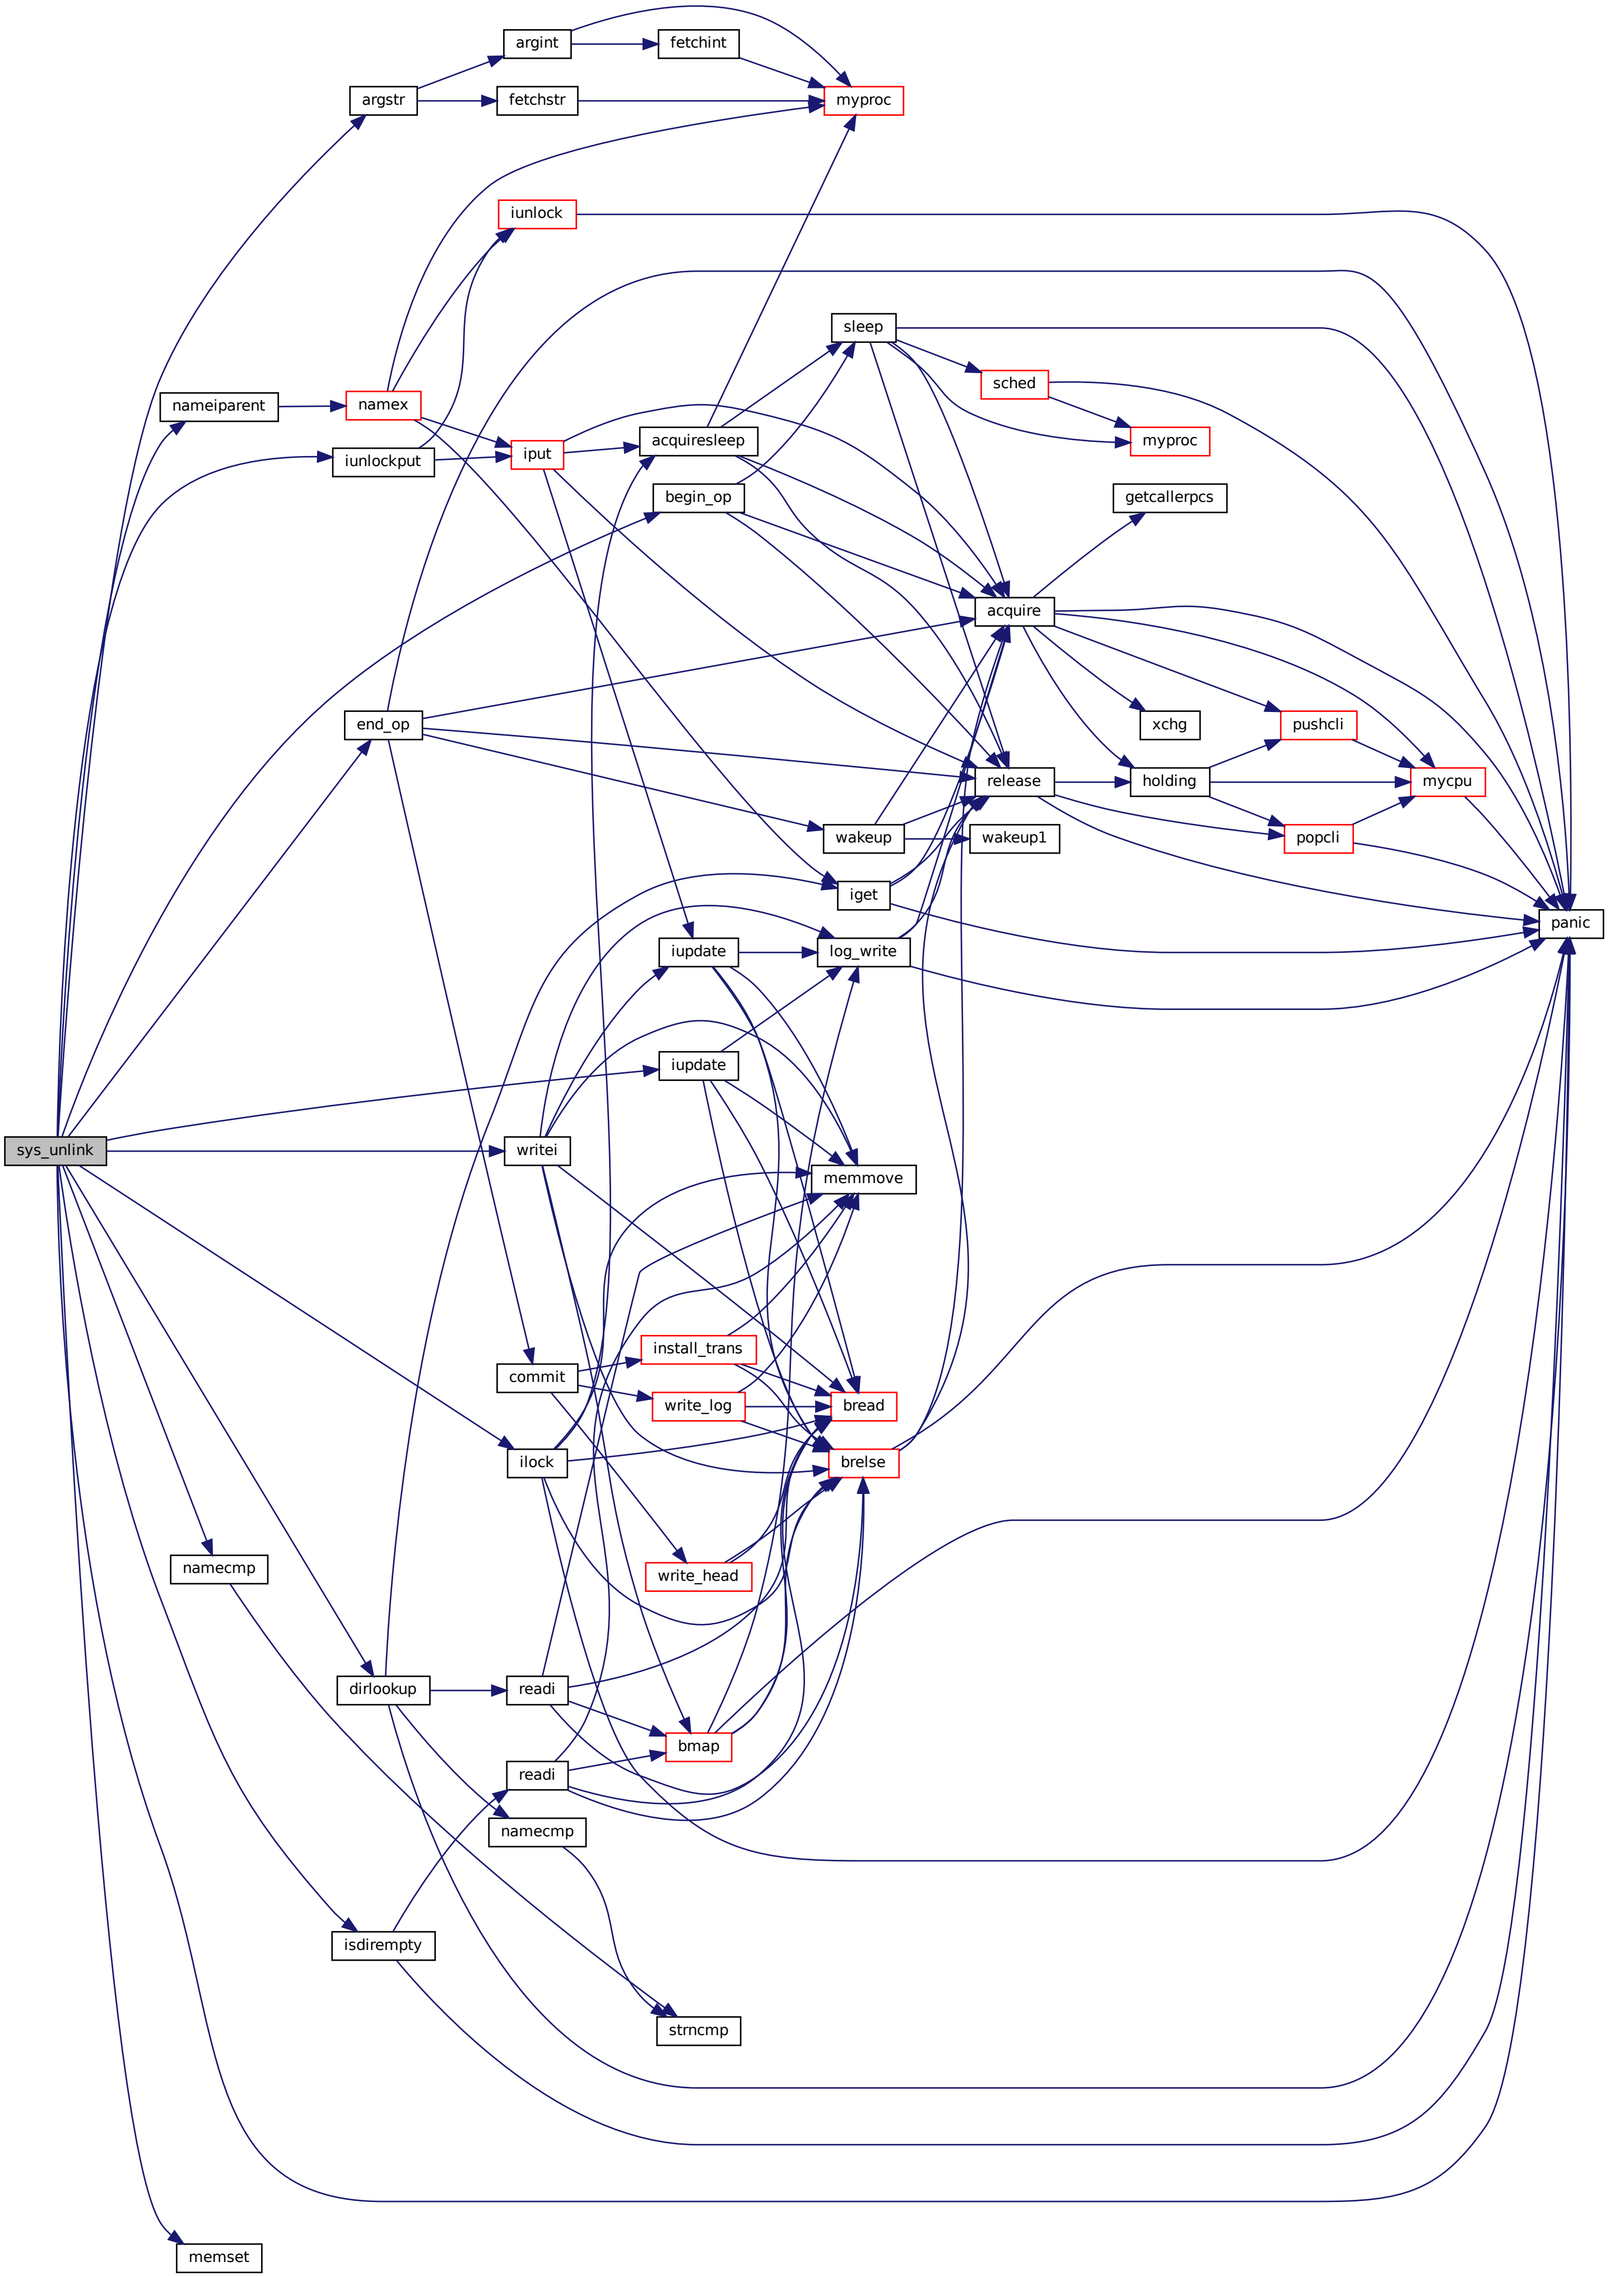 argint
fetchint
argstr
fetchstr
myproc
iunlock
sleep
sched
nameiparent
namex
acquiresleep
myproc
iunlockput
iput
begin_op
getcallerpcs
acquire
end_op
xchg
pushcli
release
holding
mycpu
wakeup
wakeup1
popcli
iget
panic
iupdate
log_write
iupdate
sys_unlink
writei
memmove
install_trans
commit
write_log
bread
ilock
brelse
namecmp
write_head
dirlookup
readi
bmap
readi
namecmp
isdirempty
strncmp
memset